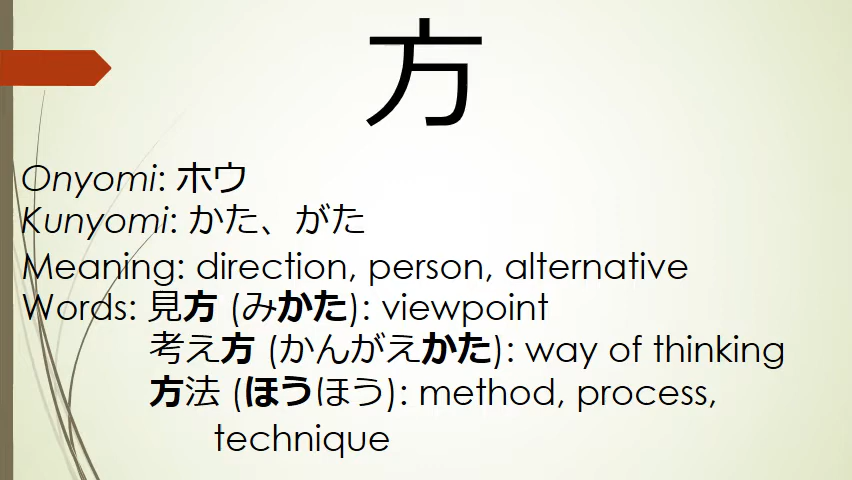 方
Onyomi: ホウ
Kunyomi: かた、がた
Meaning: direction, person, alternative
Words: 見方 (みかた): viewpoint
考え方 (かんがえかた): way of thinking
方法 (ほうほう): method, process,
technique